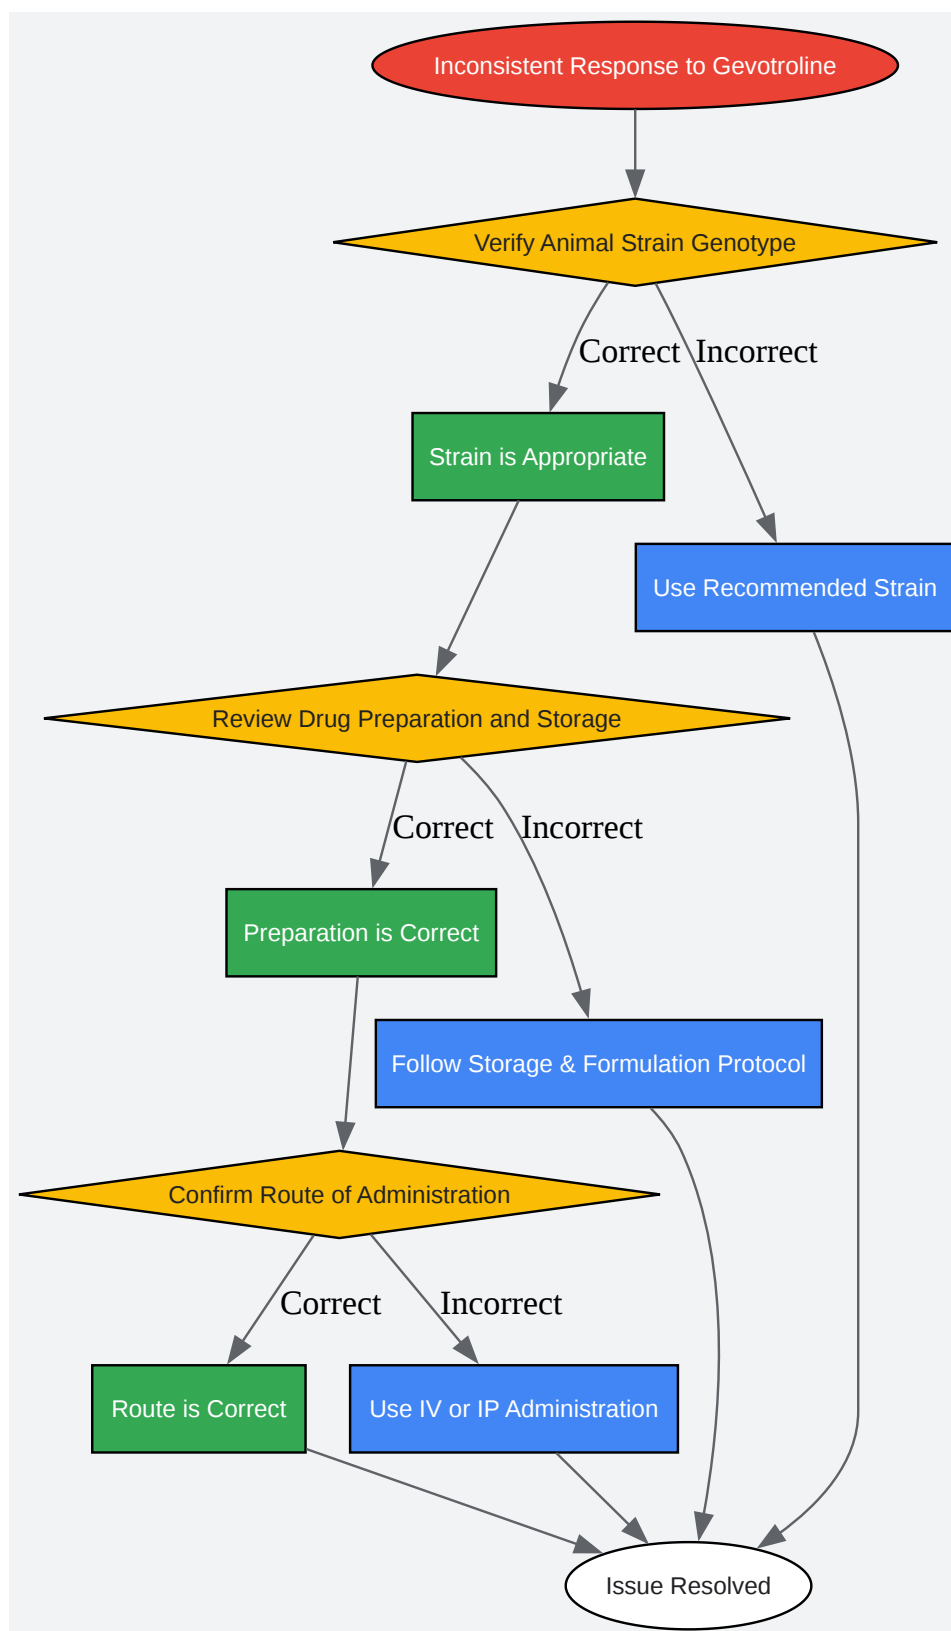 Inconsistent Response to Gevotroline
Verify Animal Strain Genotype
Correct
Incorrect
Strain is Appropriate
Use Recommended Strain
Review Drug Preparation and Storage
Correct
Incorrect
Preparation is Correct
Follow Storage & Formulation Protocol
Confirm Route of Administration
Correct
Incorrect
Route is Correct
Use IV or IP Administration
Issue Resolved